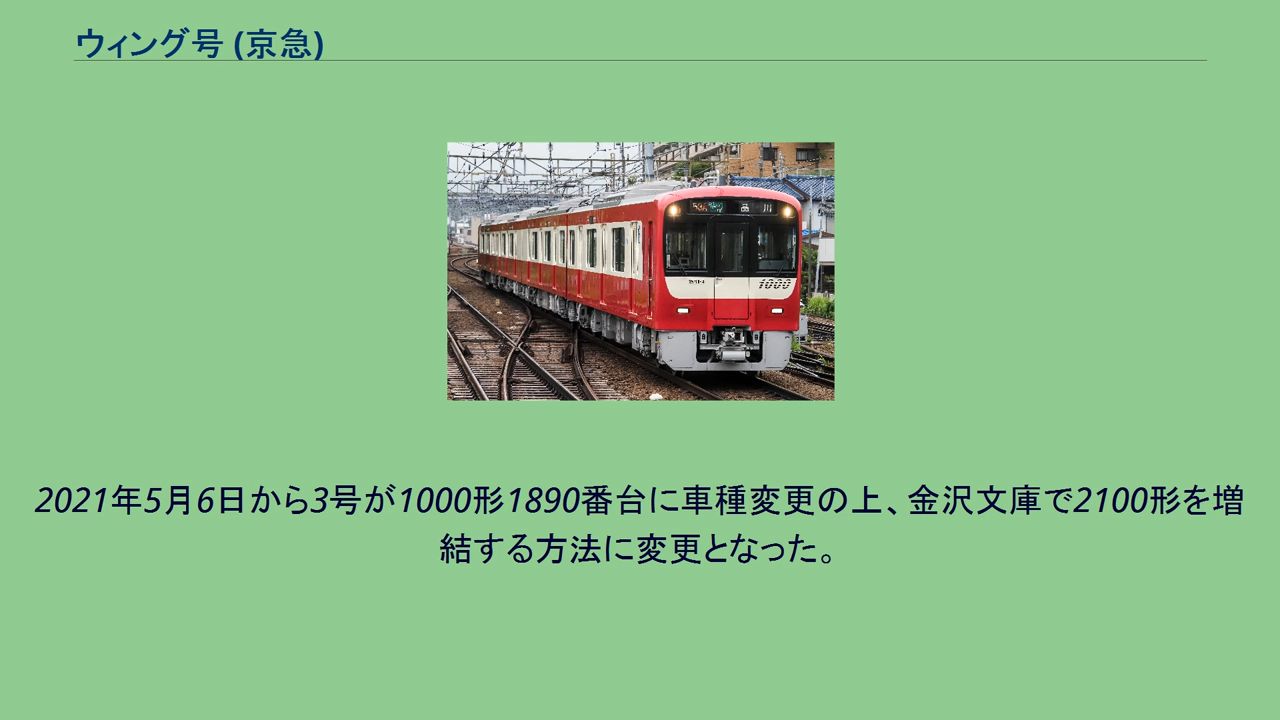 ウィング号 (京急)
品川
1000
2021年5月6日から3号が1000形1890番台に車種変更の上、金沢文庫で2100形を増
結する方法に変更となった。